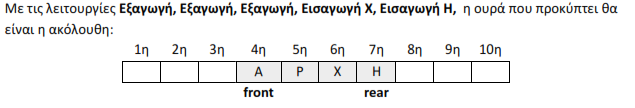 Με τις λειτουργίες Εξαγωγή, Εξαγωγή, Εξαγωγή, Εισαγωγή Χ, Εισαγωγή Η, η ουρά που προκύπτει θα
είναι η ακόλουθη:
1η 2η 3η 4η 5η 6η 7η 8η 9η 10η
Α Ρ Χ Η
front rear